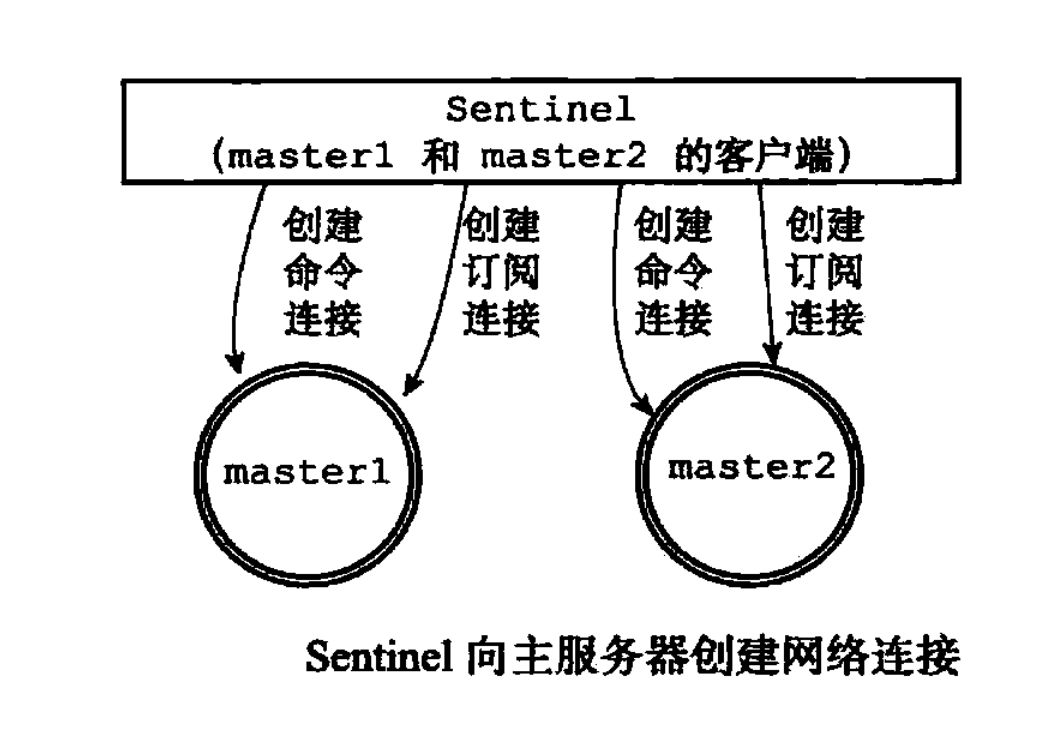 Sentinel
(master1 和 master2 的客户端)
创建
命令
连接
创建
订阅
连接
创建
命令
连接
创建
订阅
连接
master1
master2
Sentinel 向主服务器创建网络连接